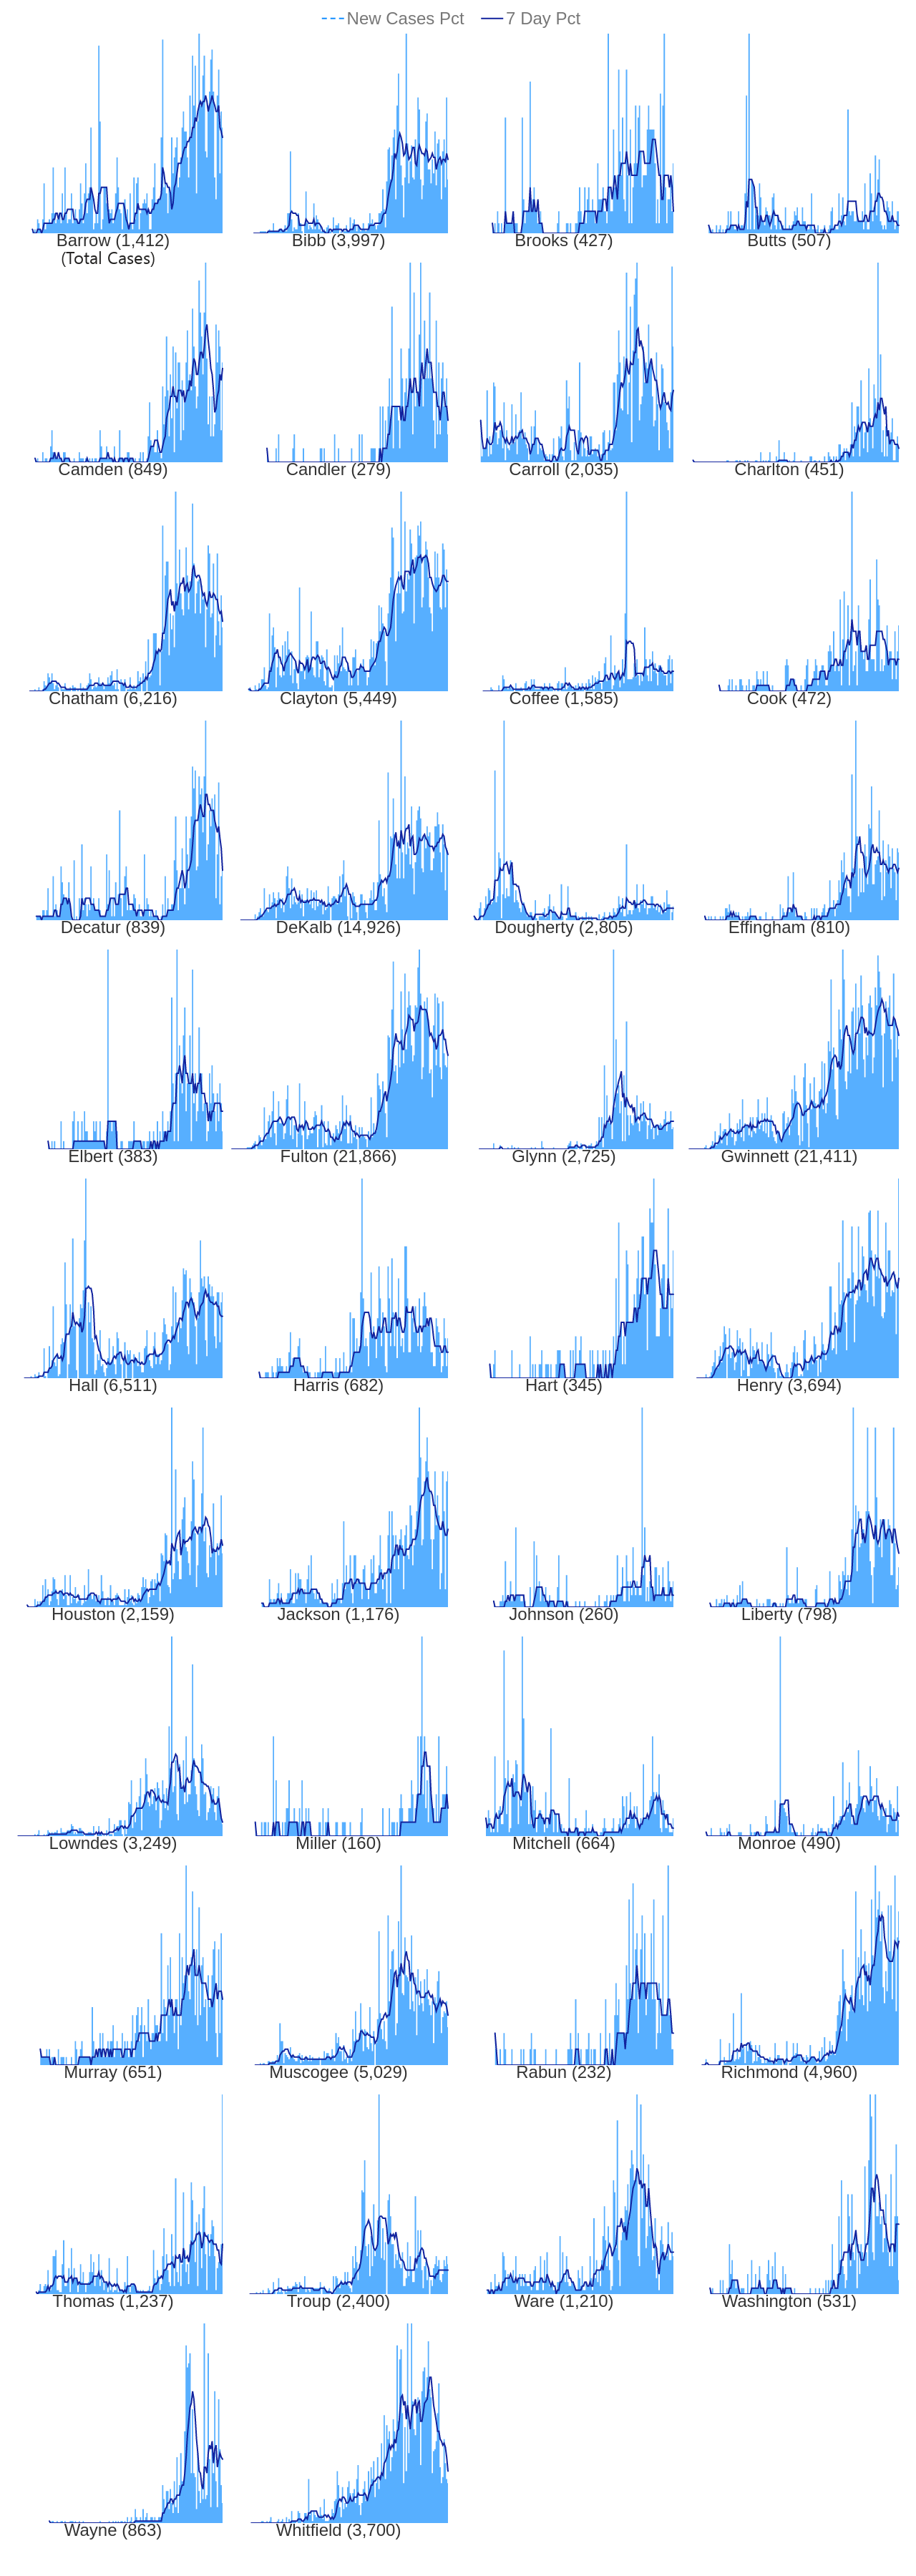 New Cases Pct 7 Day Pct
Barrow (1,412) Bibb (3,997) Brooks (427) Butts (507)
(Total Cases)
Camden (849) Candler (279) Carroll (2,035) Charlton (451)
Chatham (6,216) Clayton (5,449) Coffee (1,585) Cook (472)
Decatur (839) DeKalb (14,926) Dougherty (2,805) Effingham (810)
Elbert (383) Fulton (21,866) Glynn (2,725) Gwinnett (21,411)
Hall (6,511) Harris (682) Hart (345) Henry (3,694)
Houston (2,159) Jackson (1,176) Johnson (260) Liberty (798)
Lowndes (3,249) Miller (160) Mitchell (664) Monroe (490)
Murray (651) Muscogee (5,029) Rabun (232) Richmond (4,960)
Thomas (1,237) Troup (2,400) Ware (1,210) Washington (531)
Wayne (863) Whitfield (3,700)